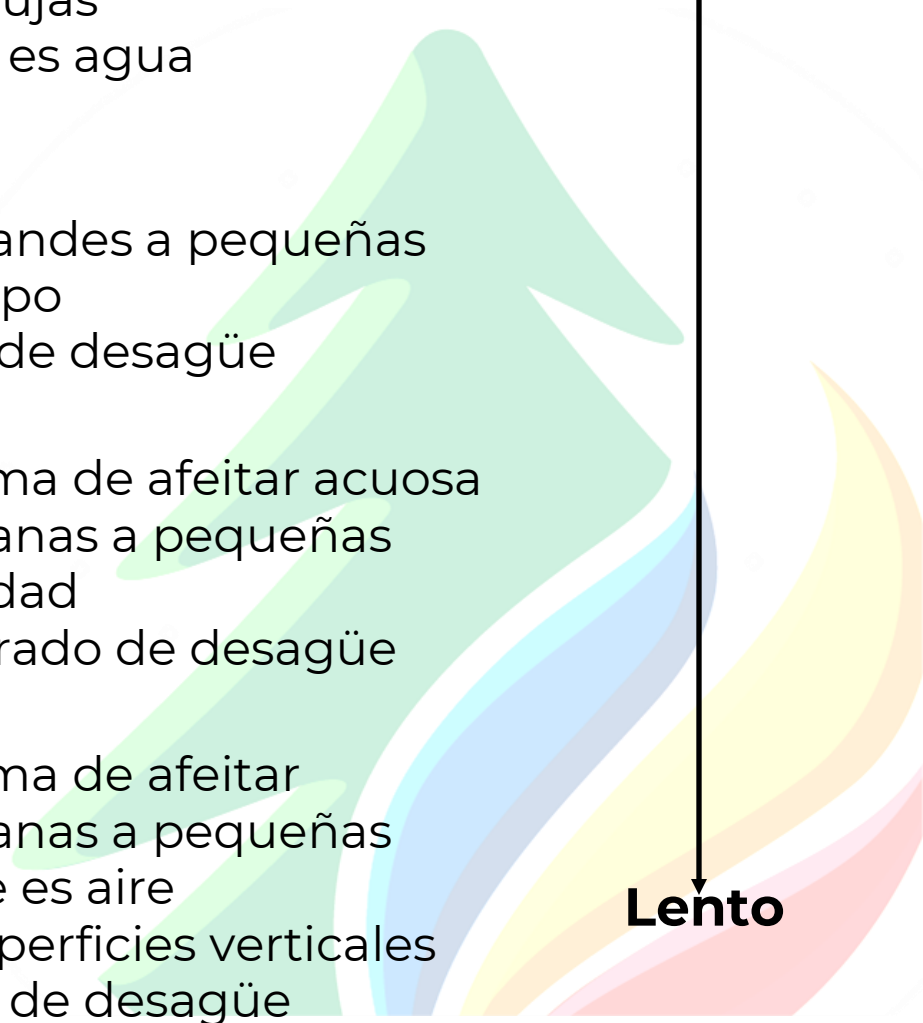 ujas
es agua
andes a pequeñas
po
de desagüe
ma de afeitar acuosa
anas a pequeñas
dad
rado de desagüe
ma de afeitar
anas a pequeñas
e es aire
Lento
perficies verticales
de desagüe